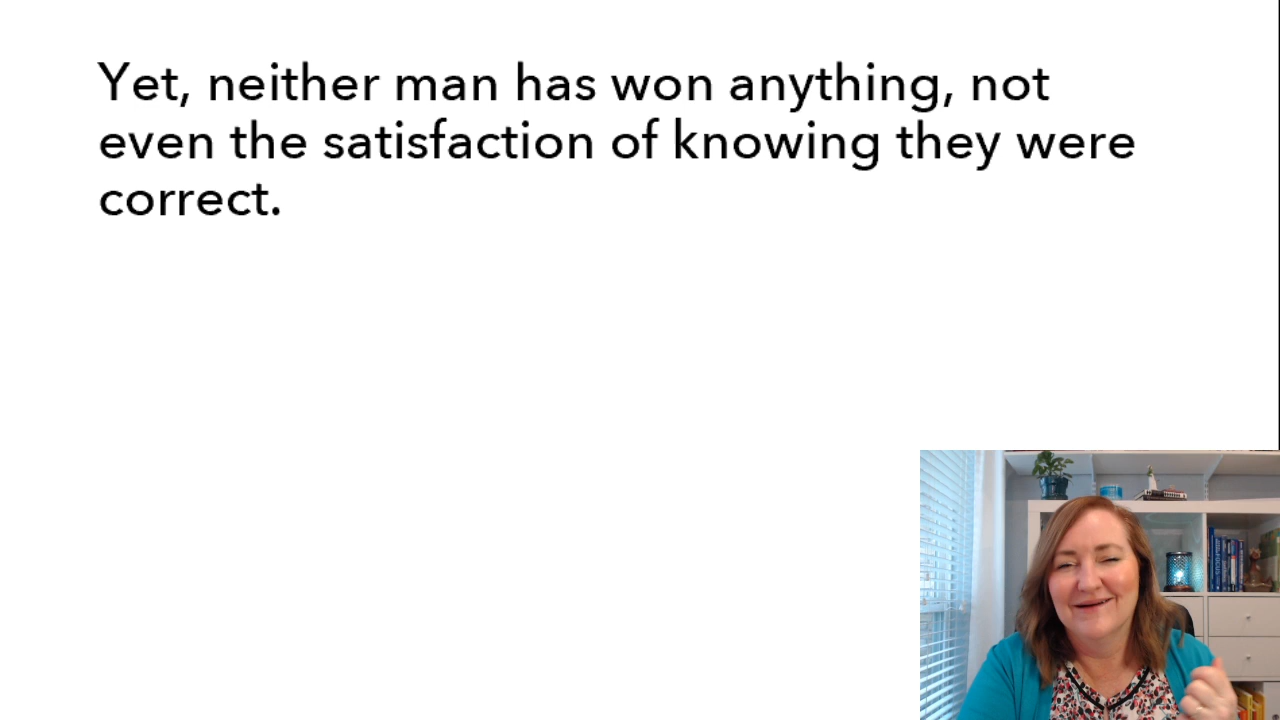 Yet, neither man has won anything, not
even the satisfaction of knowing they were
correct.